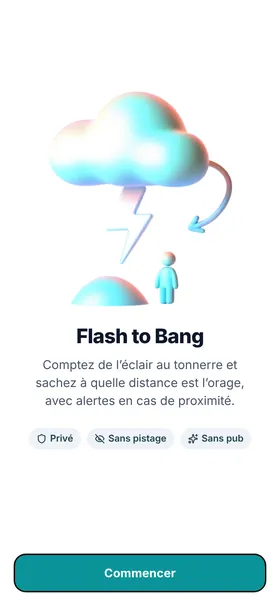 Flash to Bang
Comptez de l’éclair au tonnerre et
sachez à quelle distance est l’orage,
avec alertes en cas de proximité.
Privé
Sans pistage
Sans pub
Commencer